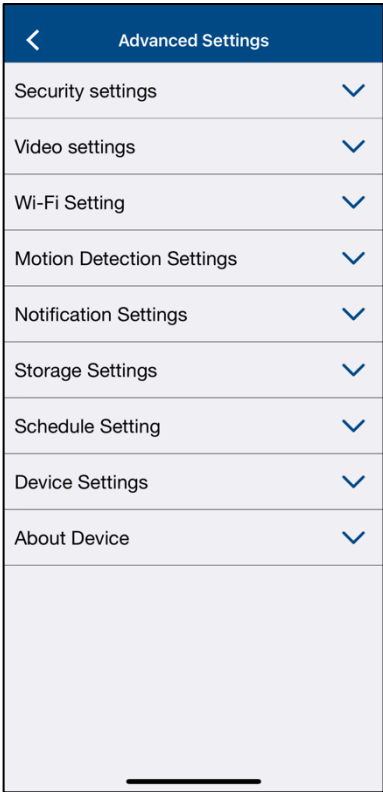 Advanced Settings
Security settings
Video settings
Wi-Fi Setting
Motion Detection Settings
Notification Settings
Storage Settings
Schedule Setting
Device Settings
About Device